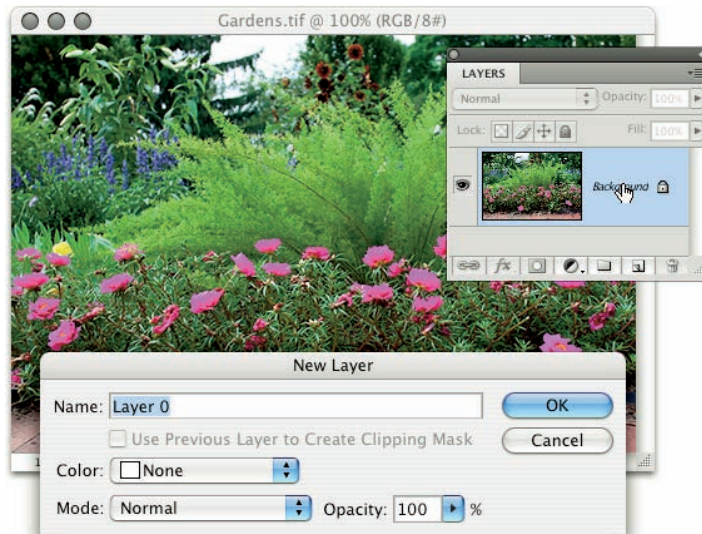 Gardens.tif @ 100% (RGB/8#)
LAYERS
Normal Opacity: 100%
Lock: Fill: 100%
Background
fx
New Layer
Name: Layer 0 OK
Use Previous Layer to Create Clipping Mask Cancel
Color: None
Mode: Normal Opacity: 100 %